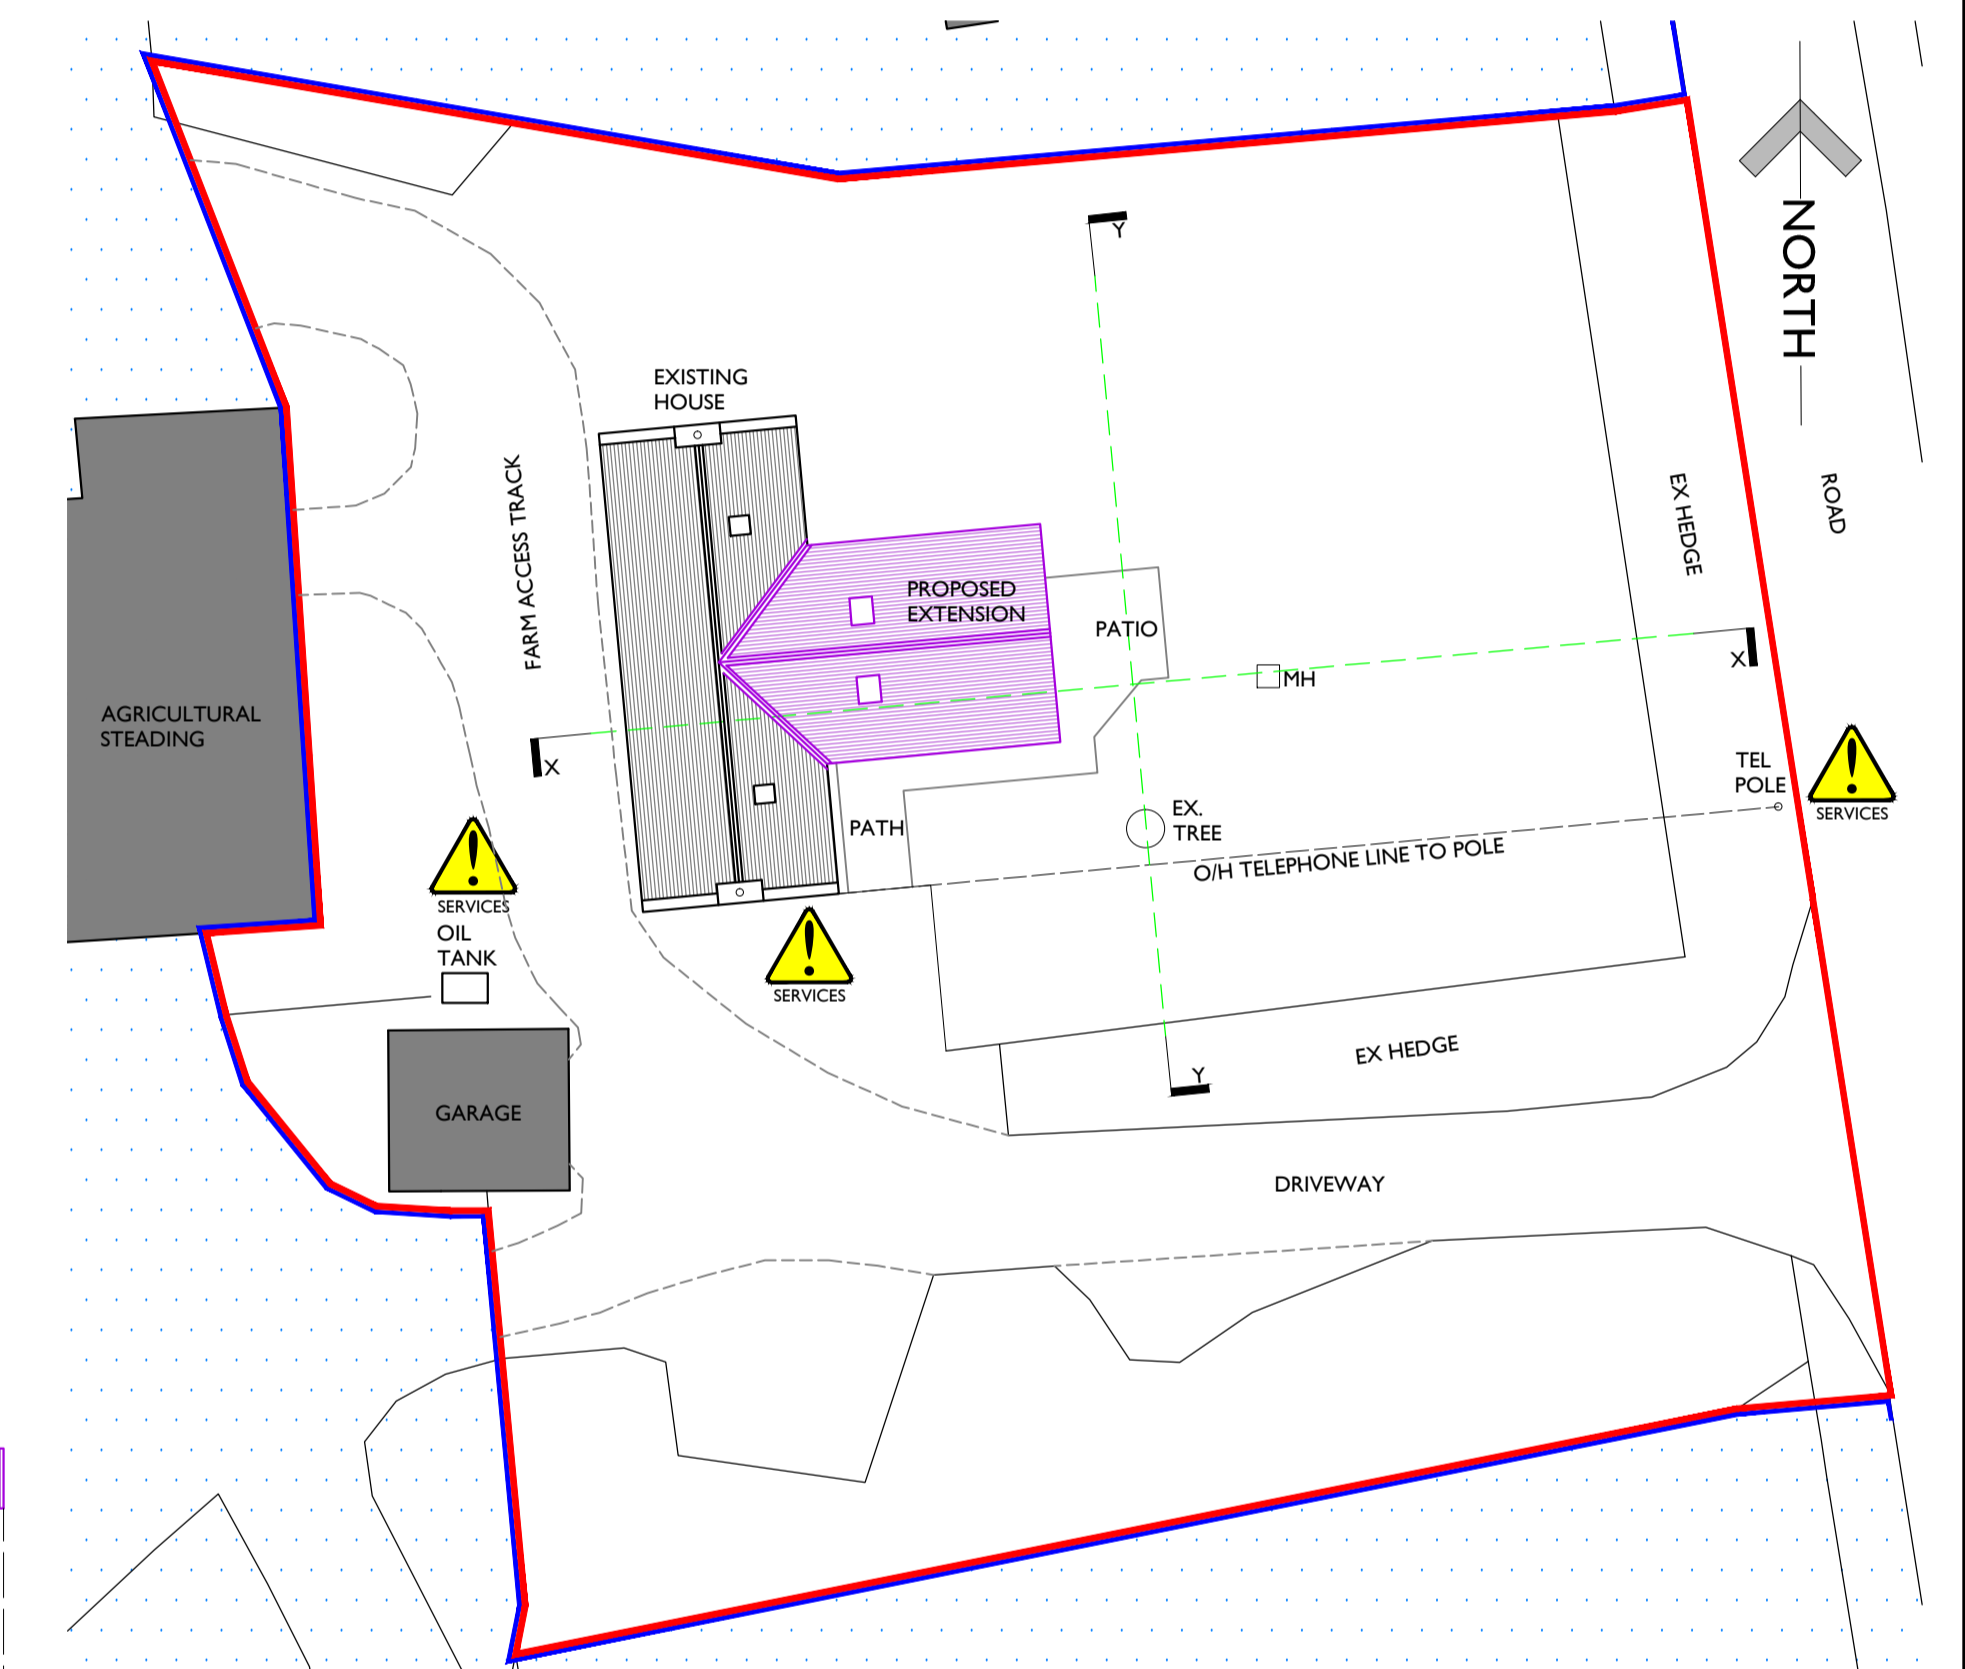 Y
NORTH
EXISTING
HOUSE
FARM ACCESS TRACK
EX HEDGE
ROAD
PROPOSED
EXTENSION
PATIO
X
MH
AGRICULTURAL
STEADING
X
TEL
POLE
SERVICES
EX.
TREE
PATH
O/H TELEPHONE LINE TO POLE
SERVICES
OIL
TANK
SERVICES
EX HEDGE
Y
GARAGE
DRIVEWAY